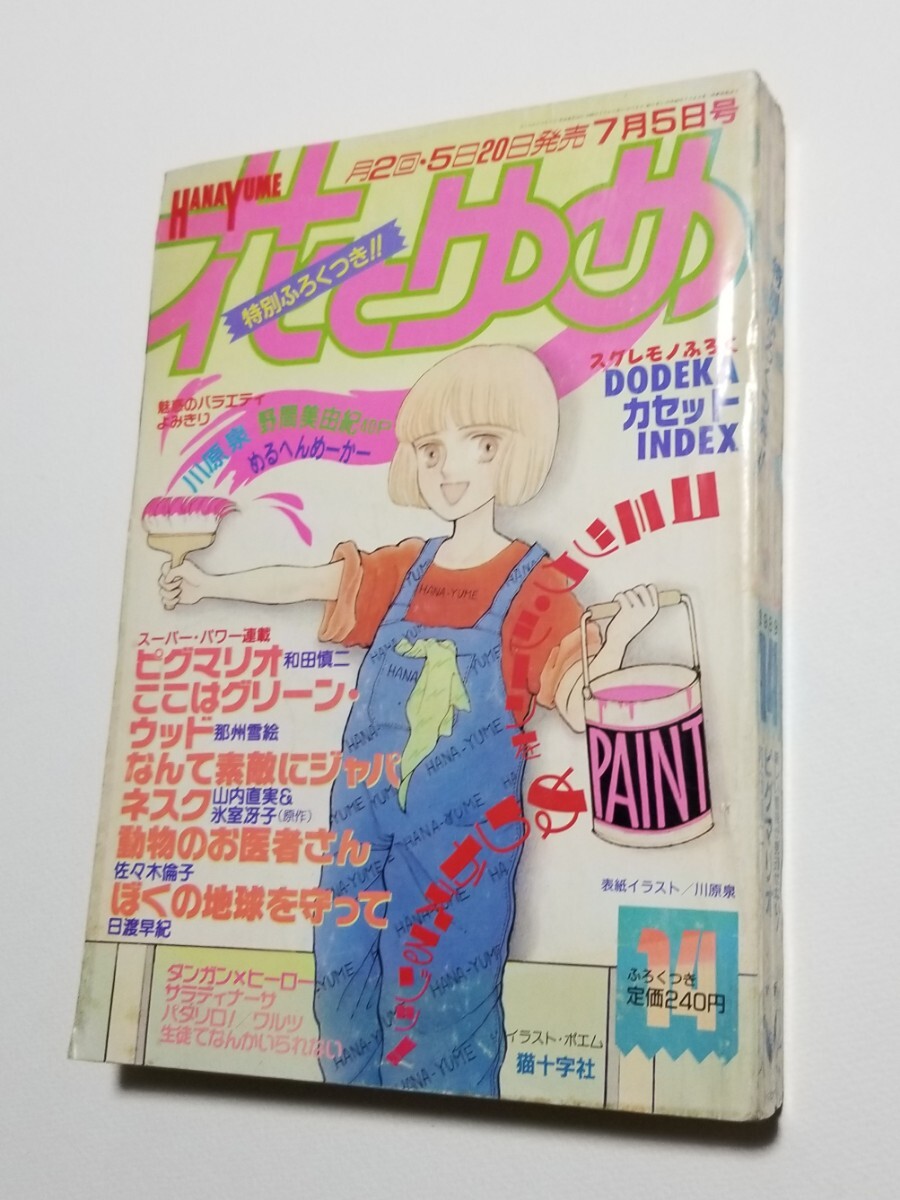 月2回・5日20日発売 7月5日号
HANAYUME
花とゆめ
特別ふろくつき!!
スグレモノふろく
DODEKA
カセット
INDEX
魅惑のバラエティ
よみきり
川原泉
野間美由紀
めるへんめーかー
HANA-YUME
スーパー・パワー連載
ピグマリオ 和田慎二
ここはグリーン・
ウッド 那州雪絵
なんて素敵にジャパ
ネスク 山内直実&
氷室冴子(原作)
動物のお医者さん
佐々木倫子
ぼくの地球を守って
日渡早紀
タンガン×ヒーロー
サラディナーサ
パタリロ!/ワルツ
生徒でなんかいられない
PAINT
表紙イラスト/川原泉
14
ふろくつき
定価240円
イラスト・ポエム
猫十字社